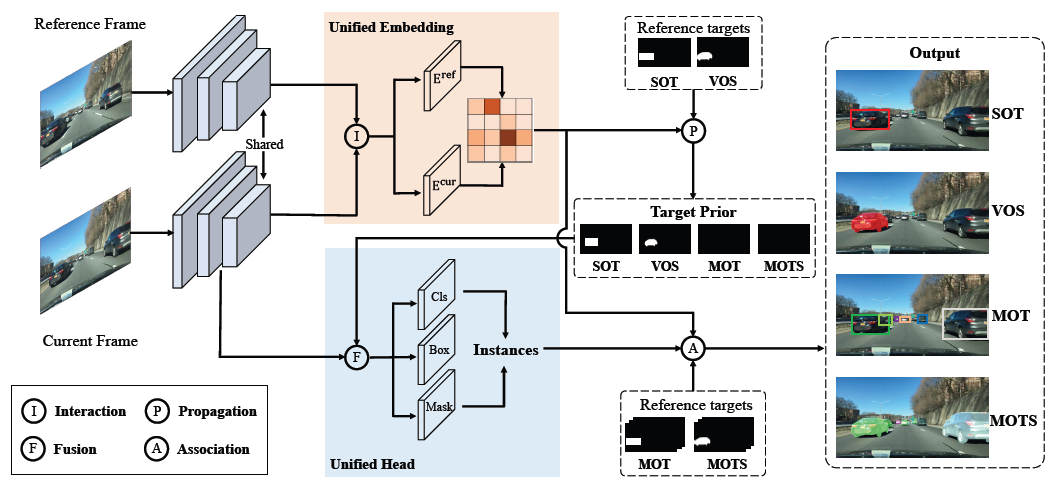 Reference Frame
Shared
Current Frame
Unified Embedding
E^ref
E^cur
I
Reference targets
SOT VOS
P
Target Prior
SOT VOS MOT MOTS
F
Cls
Box
Mask
Instances
Unified Head
A
Reference targets
MOT MOTS
Output
SOT
VOS
MOT
MOTS
I Interaction P Propagation
F Fusion A Association